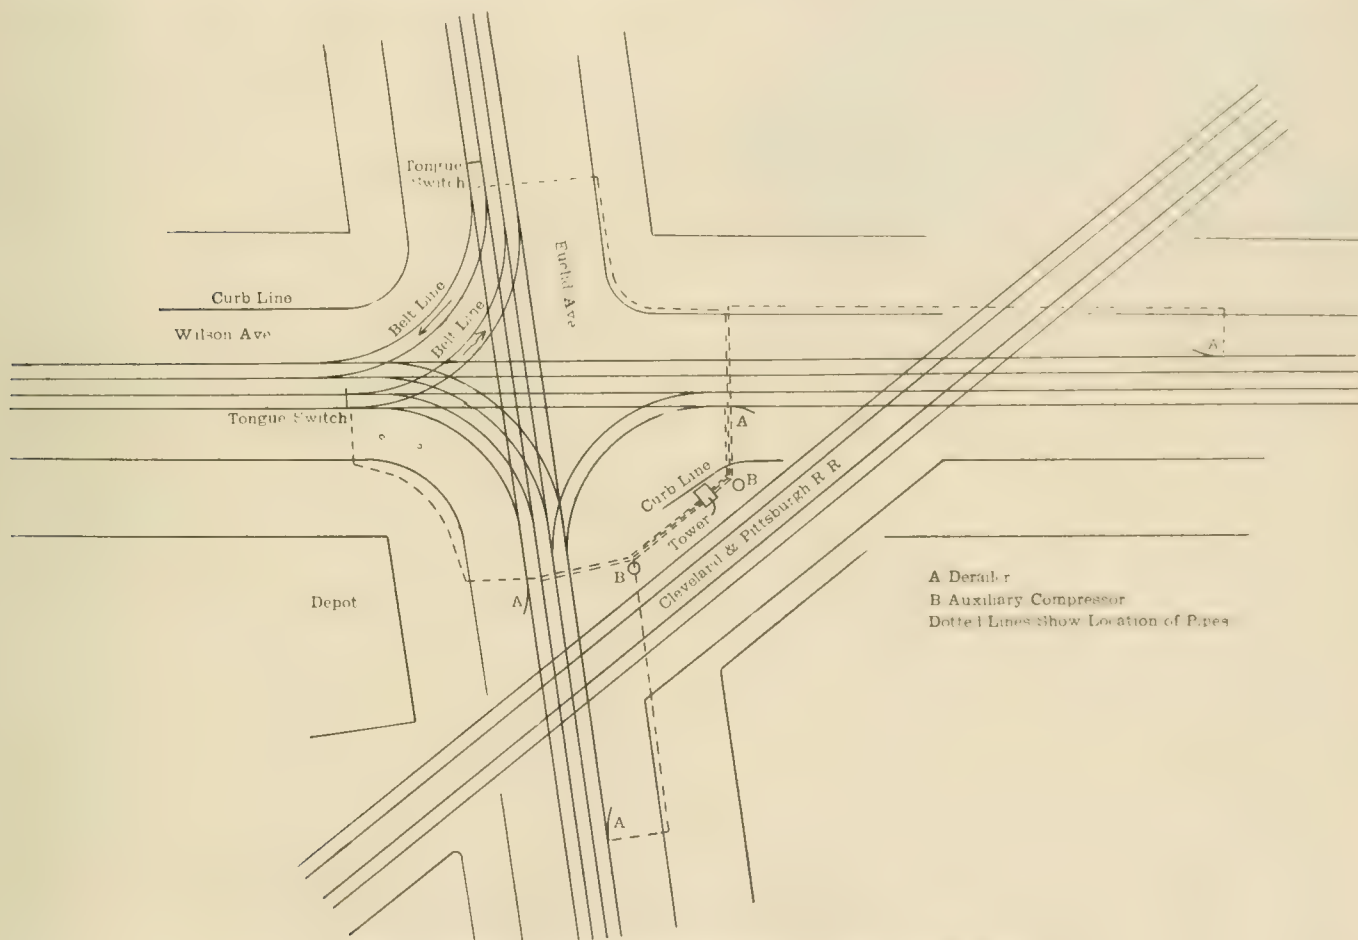 Tongue
Switch
Curb Line
Wilson Ave
Belt Line
Belt Line
Euclid Ave
A
Tongue Switch
A
Curb Line
B
Tower
Cleveland & Pittsburgh R R
B
A
Depot
A
A Derailer
B Auxiliary Compressor
Dotted Lines Show Location of Pipes